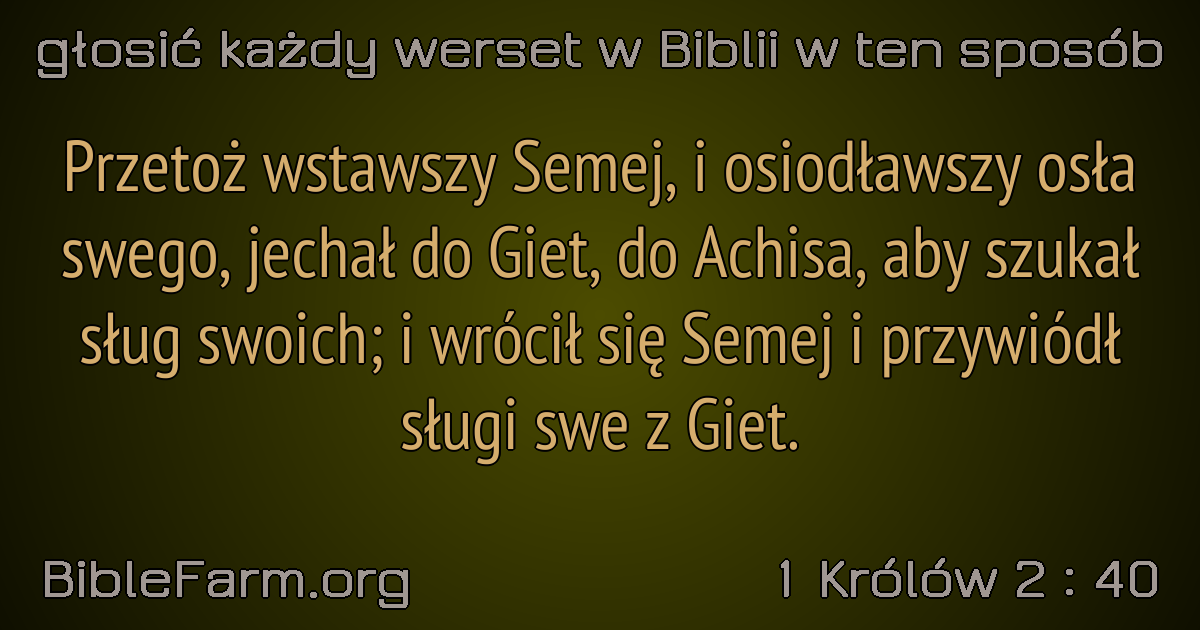 głosić każdy werset w Biblii w ten sposób
Przetoż wstawszy Semej, i osiodławszy osła
swego, jechał do Giet, do Achisa, aby szukał
sług swoich; i wrócił się Semej i przywiódł
sługi swe z Giet.
BibleFarm.org
1 Królów 2 : 40